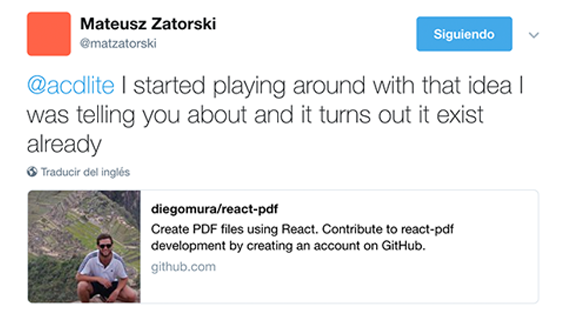 Mateusz Zatorski
@matzatorski
Siguiendo
@acdlite I started playing around with that idea I
was telling you about and it turns out it exist
already
Traducir del inglés
diegomura/react-pdf
Create PDF files using React. Contribute to react-pdf
development by creating an account on GitHub.
github.com